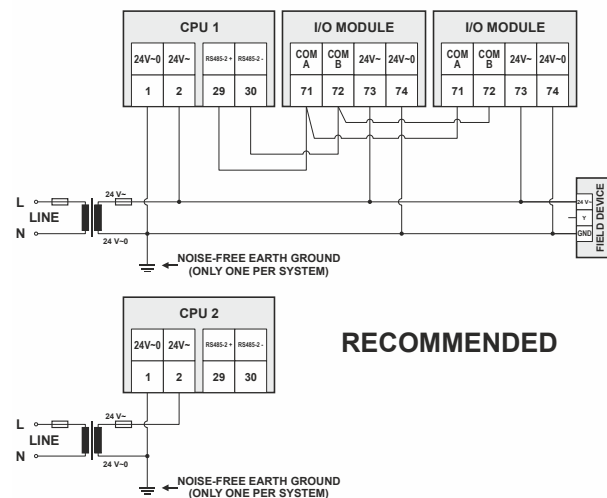 CPU 1 I/O MODULE I/O MODULE
24V~0 24V~ RS485-2 + RS485-2 - COM A COM B 24V~ 24V~0 COM A COM B 24V~ 24V~0
1 2 29 30 71 72 73 74 71 72 73 74
24 V~
L
LINE
N
24 V~0
24 V~
Y
GND
FIELD DEVICE
NOISE-FREE EARTH GROUND
(ONLY ONE PER SYSTEM)
CPU 2
24V~0 24V~ RS485-2 + RS485-2 -
1 2 29 30
RECOMMENDED
24 V~
L
LINE
N
24 V~0
NOISE-FREE EARTH GROUND
(ONLY ONE PER SYSTEM)